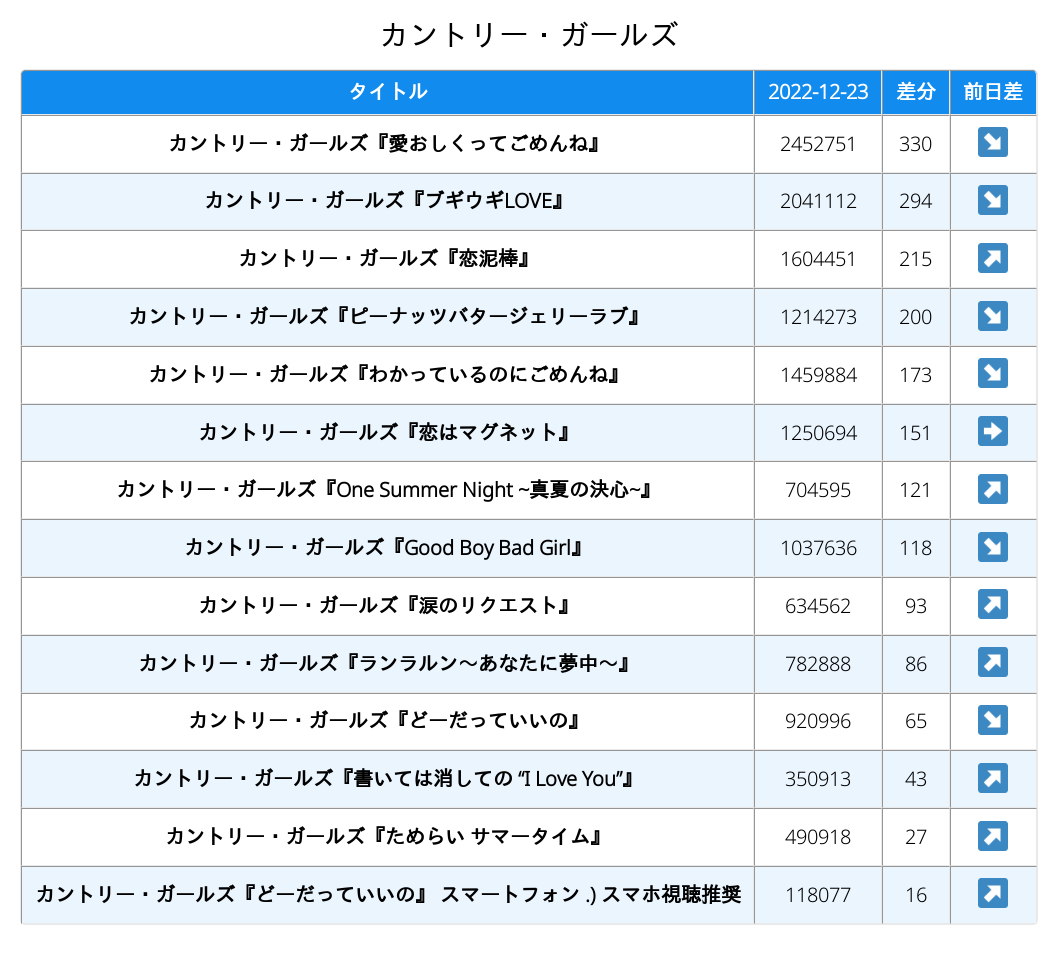 カントリー・ガールズ
タイトル 2022-12-23 差分 前日差
カントリー・ガールズ『愛おしくってごめんね』 2452751 330 ↘
カントリー・ガールズ『ブギウギLOVE』 2041112 294 ↘
カントリー・ガールズ『恋泥棒』 1604451 215 ↗
カントリー・ガールズ『ピーナッツバタージェリーラブ』 1214273 200 ↘
カントリー・ガールズ『わかっているのにごめんね』 1459884 173 ↘
カントリー・ガールズ『恋はマグネット』 1250694 151 ➡
カントリー・ガールズ『One Summer Night ~真夏の決心~』 704595 121 ↗
カントリー・ガールズ『Good Boy Bad Girl』 1037636 118 ↘
カントリー・ガールズ『涙のリクエスト』 634562 93 ↗
カントリー・ガールズ『ランラルン〜あなたに夢中〜』 782888 86 ↗
カントリー・ガールズ『どーだっていいの』 920996 65 ↘
カントリー・ガールズ『書いては消しての “I Love You”』 350913 43 ↗
カントリー・ガールズ『ためらい サマータイム』 490918 27 ↗
カントリー・ガールズ『どーだっていいの』 スマートフォン .) スマホ視聴推奨 118077 16 ↗